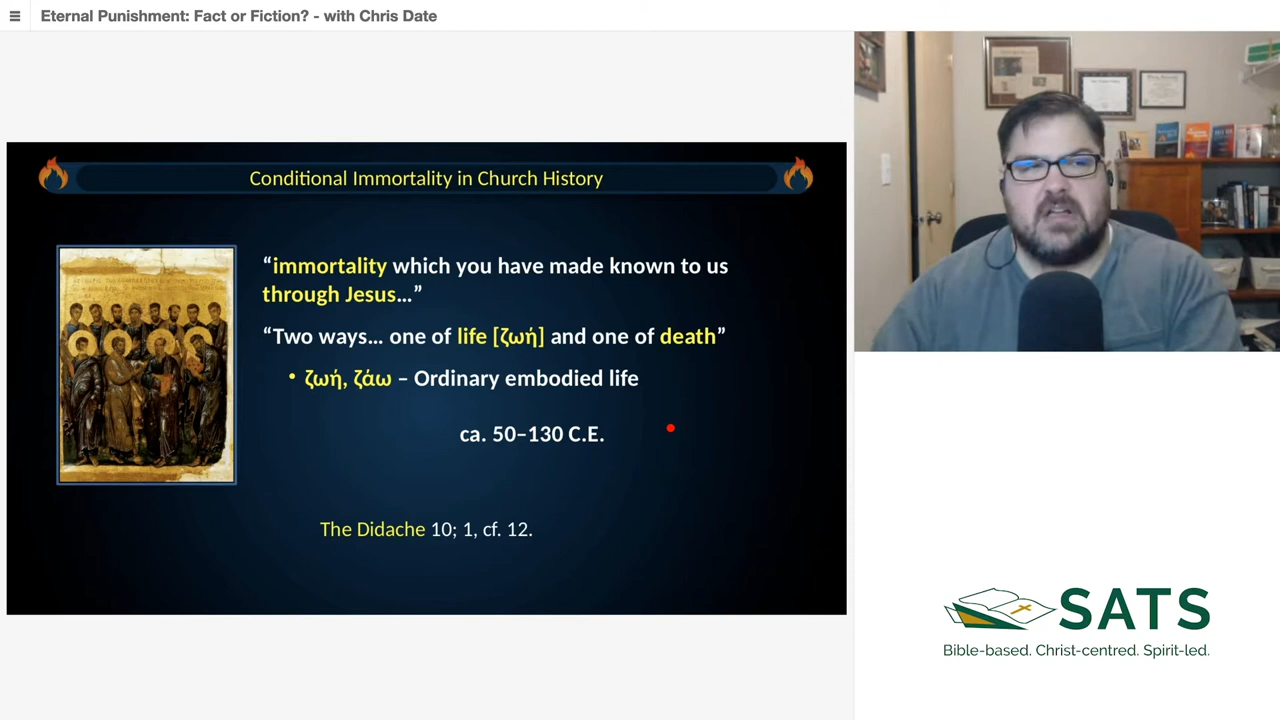 Eternal Punishment: Fact or Fiction? - with Chris Date
Conditional Immortality in Church History
“immortality which you have made known to us
through Jesus…”
“Two ways… one of life [ζωή] and one of death”
• ζωή, ζάω – Ordinary embodied life
ca. 50–130 C.E.
The Didache 10; 1, cf. 12.
SATS
Bible-based. Christ-centred. Spirit-led.